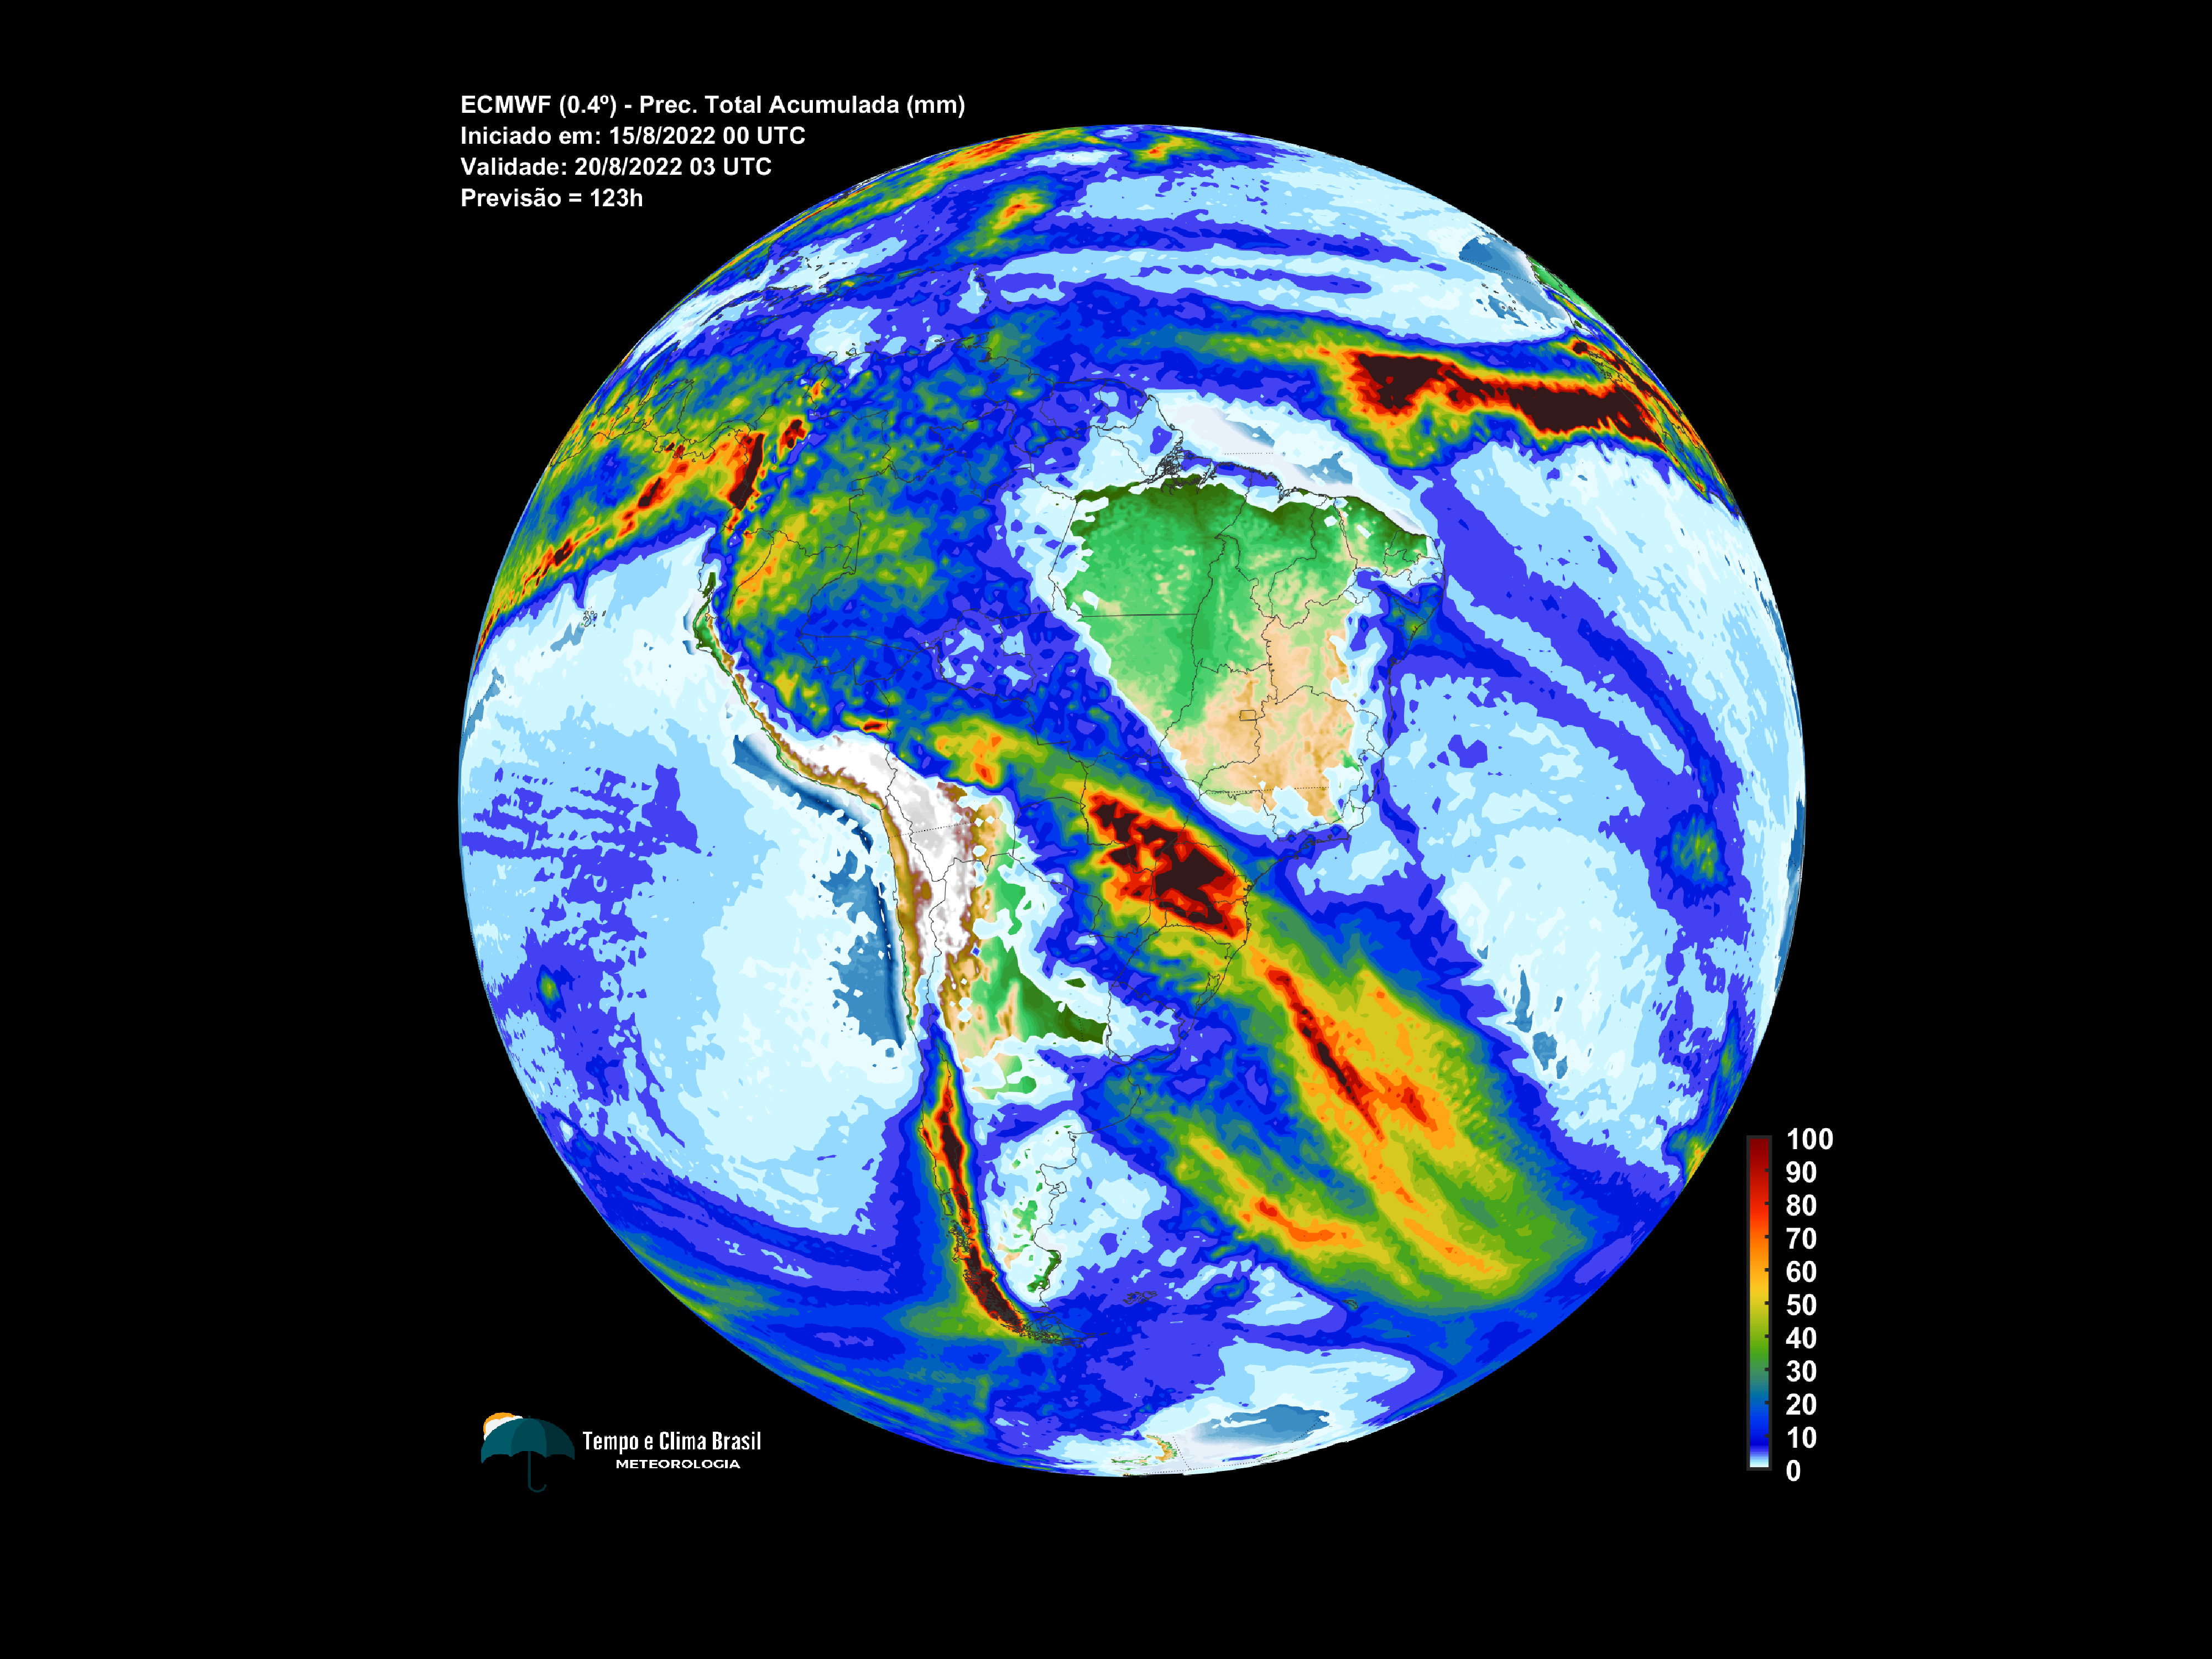 ECMWF (0.4º) - Prec. Total Acumulada (mm)
Iniciado em: 15/8/2022 00 UTC
Validade: 20/8/2022 03 UTC
Previsão = 123h
100
90
80
70
60
50
40
30
20
10
0
Tempo e Clima Brasil
METEOROLOGIA